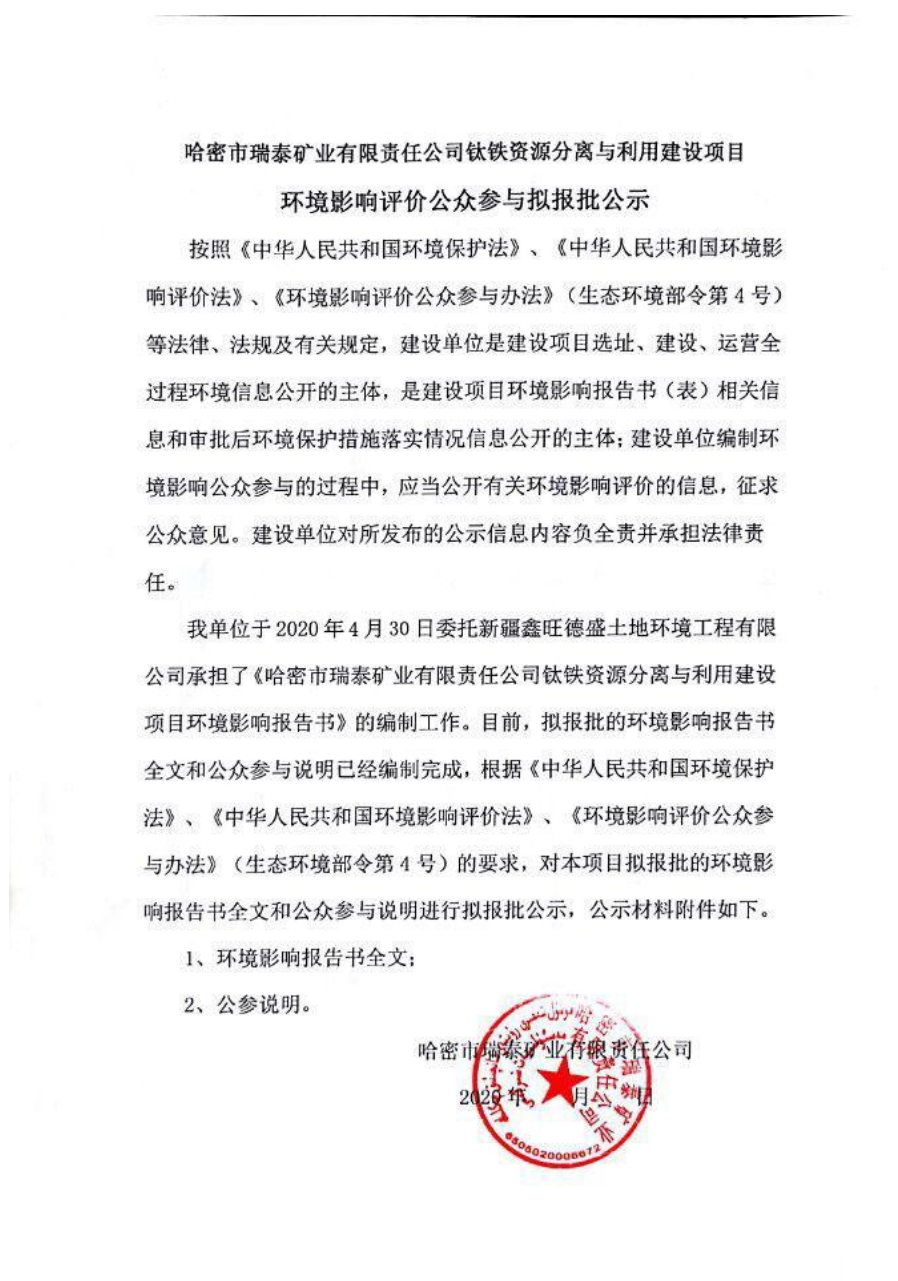 哈密市瑞泰矿业有限责任公司钛铁资源分离与利用建设项目
环境影响评价公众参与拟报批公示
按照《中华人民共和国环境保护法》、《中华人民共和国环境影
响评价法》、《环境影响评价公众参与办法》（生态环境部令第 4 号）
等法律、法规及有关规定，建设单位是建设项目选址、建设、运营全
过程环境信息公开的主体，是建设项目环境影响报告书（表）相关信
息和审批后环境保护措施落实情况信息公开的主体；建设单位编制环
境影响公众参与的过程中，应当公开有关环境影响评价的信息，征求
公众意见。建设单位对所发布的公示信息内容负全责并承担法律责
任。
我单位于 2020 年 4 月 30 日委托新疆鑫旺德盛土地环境工程有限
公司承担了《哈密市瑞泰矿业有限责任公司钛铁资源分离与利用建设
项目环境影响报告书》的编制工作。目前，拟报批的环境影响报告书
全文和公众参与说明已经编制完成，根据《中华人民共和国环境保护
法》、《中华人民共和国环境影响评价法》、《环境影响评价公众参
与办法》（生态环境部令第 4 号）的要求，对本项目拟报批的环境影
响报告书全文和公众参与说明进行拟报批公示，公示材料附件如下。
1、环境影响报告书全文；
2、公参说明。
哈密市瑞泰矿业有限责任公司
2020 年 月 日
哈密市瑞泰矿业
有限责任公司
6505020006672